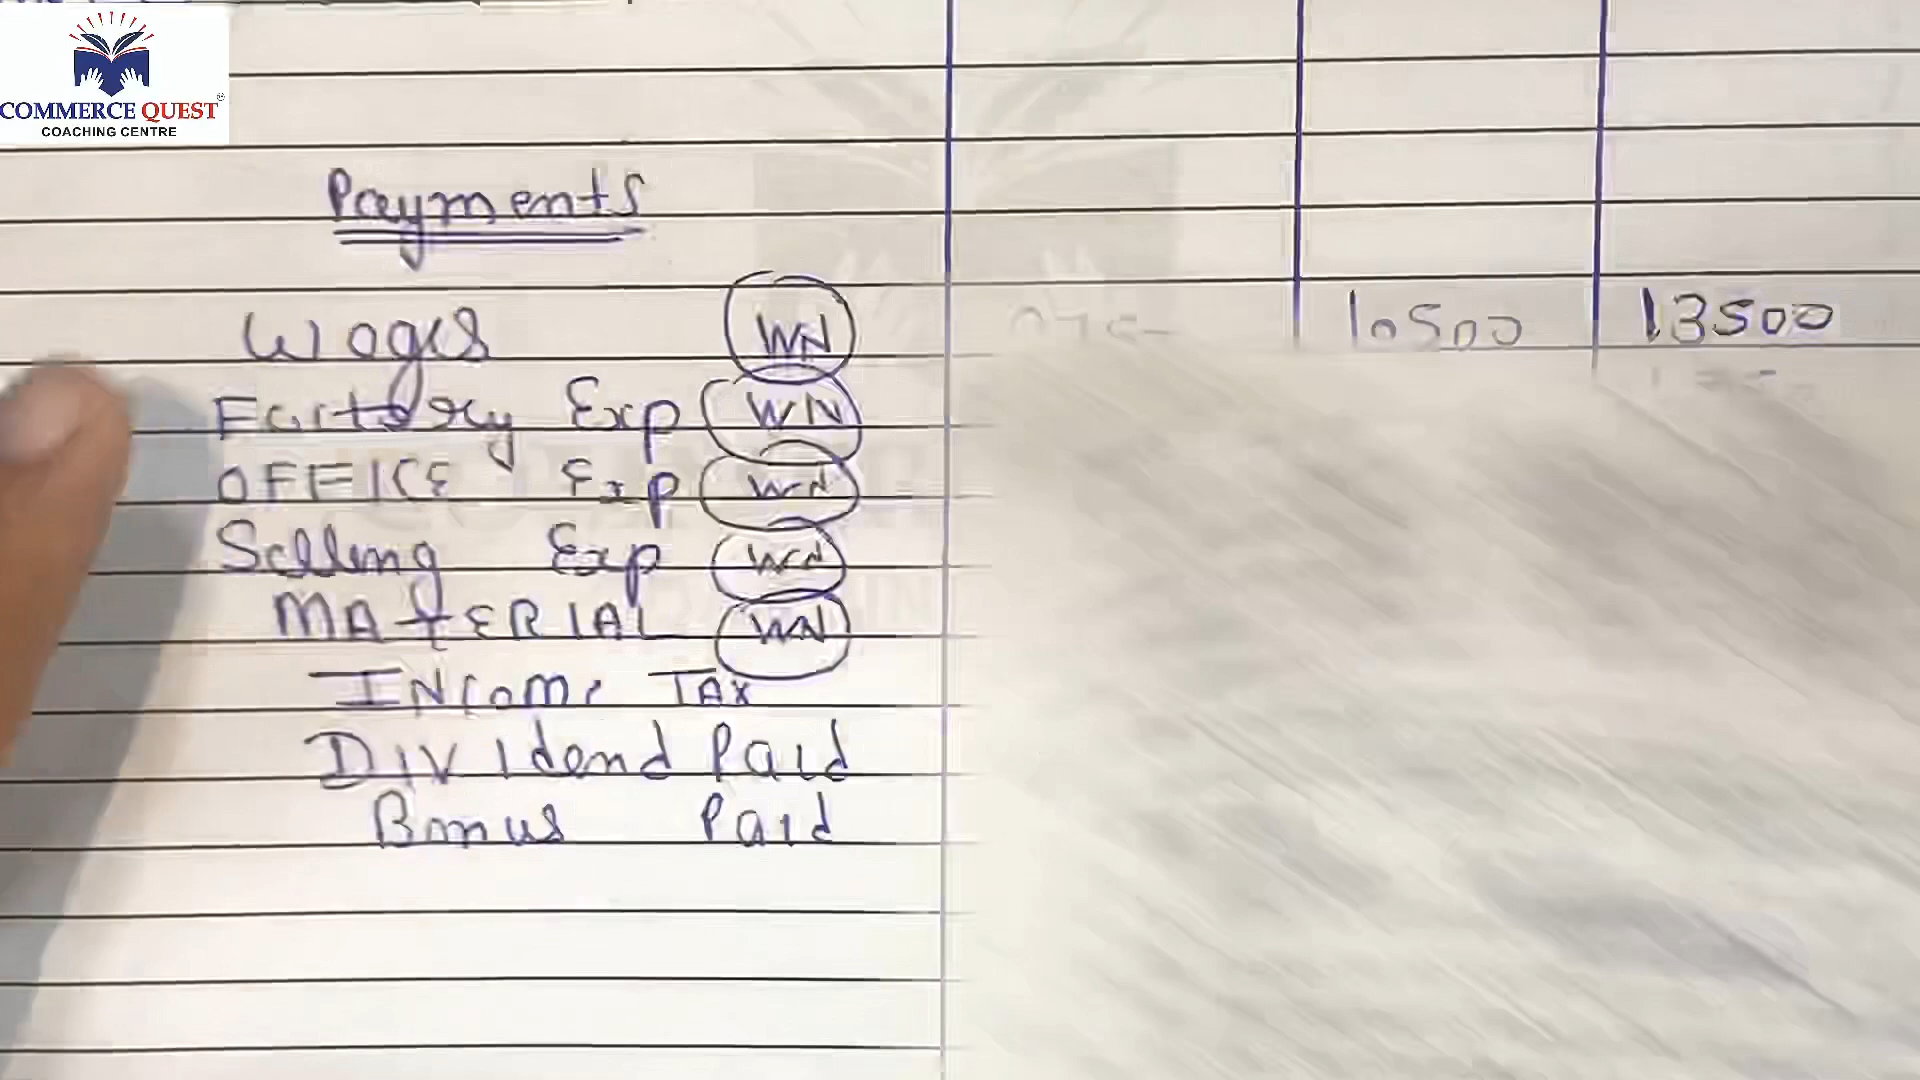 COMMERCE QUEST
COACHING CENTRE
Payments
Wages WN 10500 13500
Factory Exp WN
OFFICE Exp WN
Selling Exp WN
MATERIAL WN
INcome TAX
DIVIdend Paid
Bonus Paid